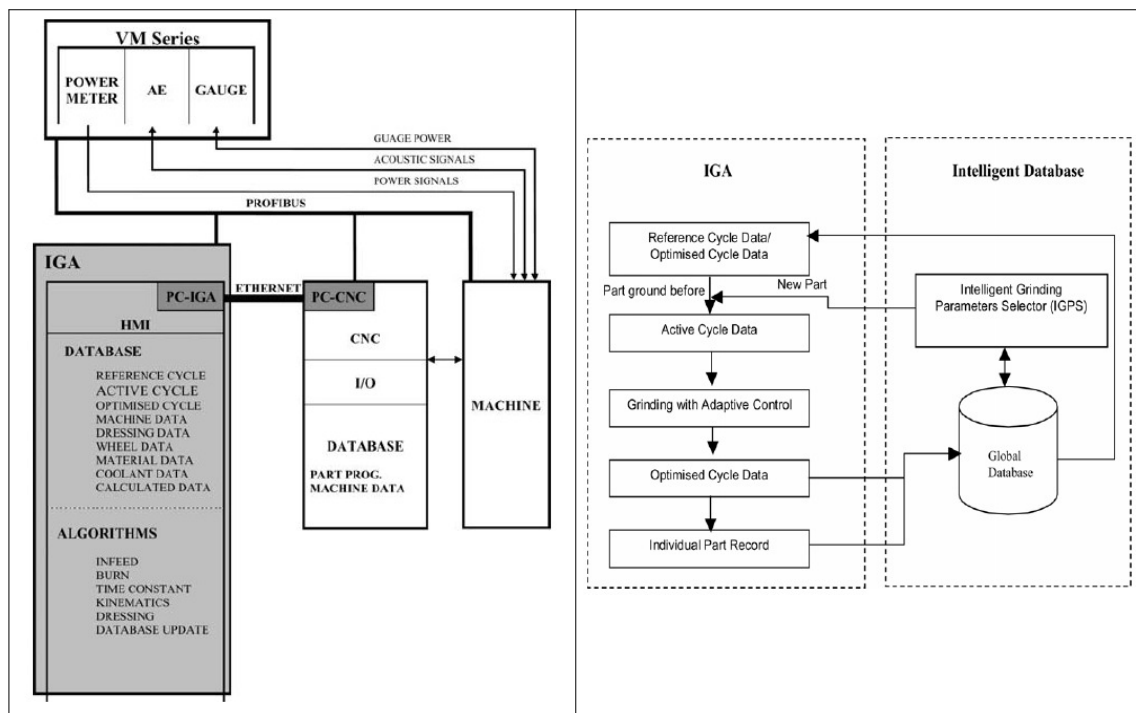 VM Series
POWER
METER
AE
GAUGE
GUAGE POWER
ACOUSTIC SIGNALS
POWER SIGNALS
PROFIBUS
IGA
PC-IGA
ETHERNET
PC-CNC
HMI
DATABASE
REFERENCE CYCLE
ACTIVE CYCLE
OPTIMISED CYCLE
MACHINE DATA
DRESSING DATA
WHEEL DATA
MATERIAL DATA
COOLANT DATA
CALCULATED DATA
ALGORITHMS
INFEED
BURN
TIME CONSTANT
KINEMATICS
DRESSING
DATABASE UPDATE
CNC
I/O
DATABASE
PART PROG.
MACHINE DATA
MACHINE
IGA
Reference Cycle Data/
Optimised Cycle Data
Part ground before
New Part
Active Cycle Data
Grinding with Adaptive Control
Optimised Cycle Data
Individual Part Record
Intelligent Database
Intelligent Grinding
Parameters Selector (IGPS)
Global
Database